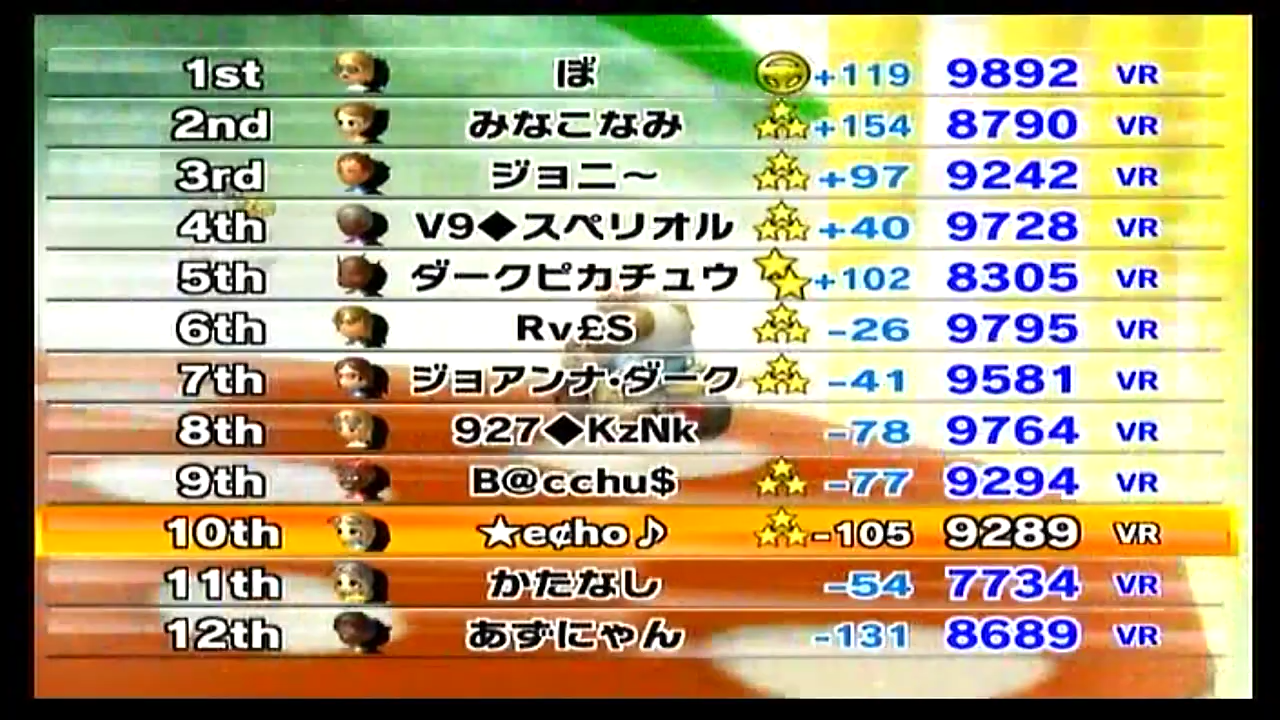 1st ぼ +119 9892 VR
2nd みなこなみ +154 8790 VR
3rd ジョニ〜 +97 9242 VR
4th V9◆スペリオル +40 9728 VR
5th ダークピカチュウ +102 8305 VR
6th Rv£S -26 9795 VR
7th ジョアンナ・ダーク -41 9581 VR
8th 927◆KzNk -78 9764 VR
9th B@cchu$ -77 9294 VR
10th ★e¢ho♪ -105 9289 VR
11th かたなし -54 7734 VR
12th あずにゃん -131 8689 VR